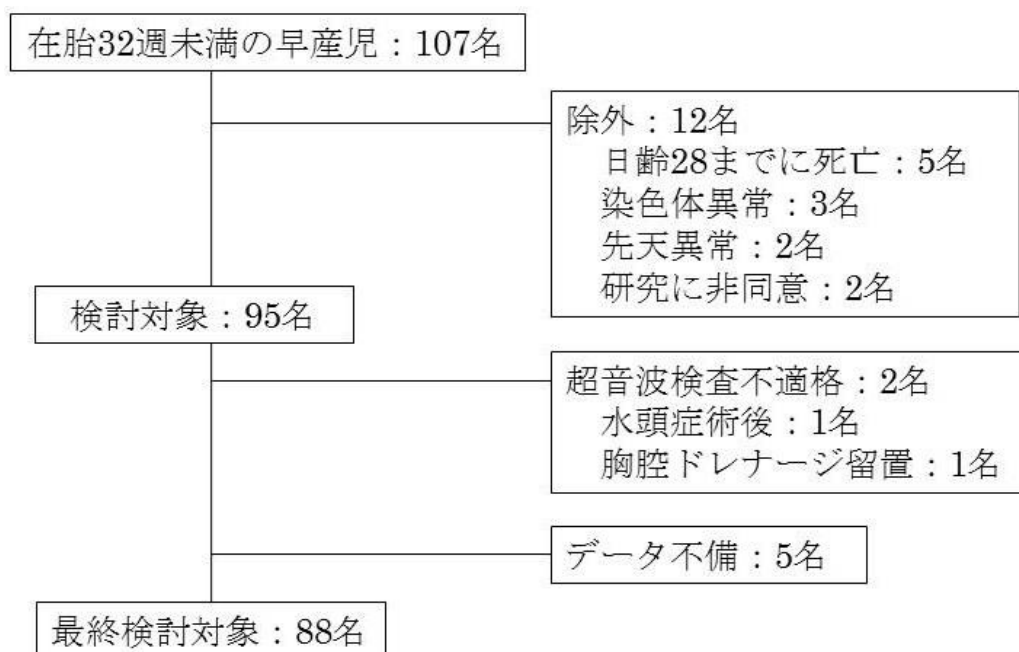 在胎32週未満の早産児：107名
除外：12名
日齢28までに死亡：5名
染色体異常：3名
先天異常：2名
研究に非同意：2名
検討対象：95名
超音波検査不適格：2名
水頭症術後：1名
胸腔ドレナージ留置：1名
データ不備：5名
最終検討対象：88名